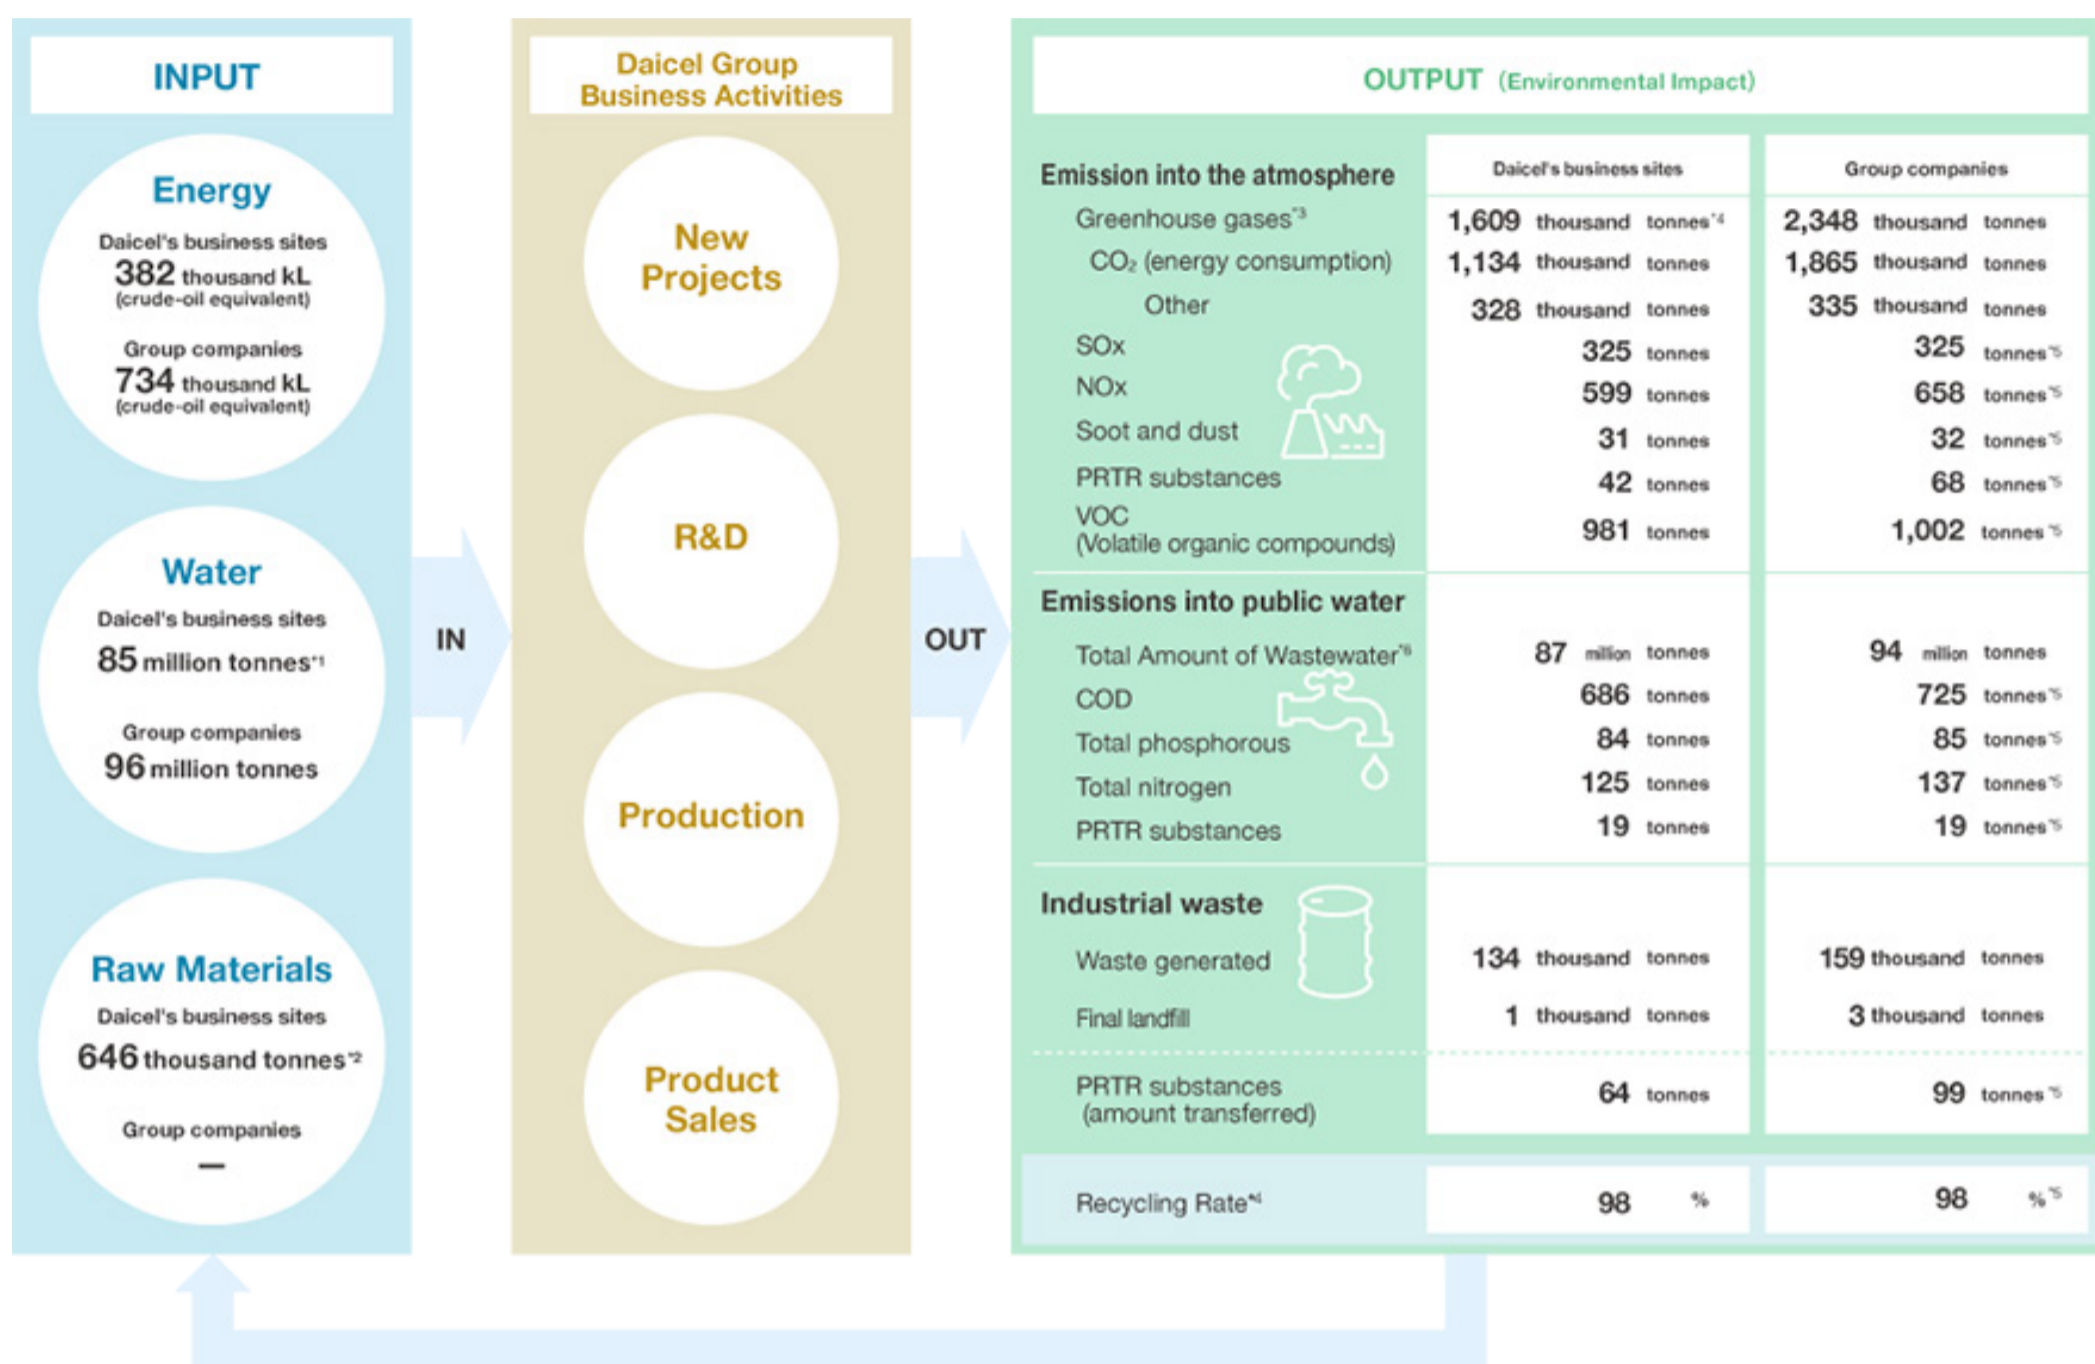 INPUT
Energy
Daicel's business sites
382 thousand kL
(crude-oil equivalent)
Group companies
734 thousand kL
(crude-oil equivalent)
Water
Daicel's business sites
85 million tonnes*1
Group companies
96 million tonnes
Raw Materials
Daicel's business sites
646 thousand tonnes*2
Group companies
—
IN
Daicel Group
Business Activities
New
Projects
R&D
Production
Product
Sales
OUT
OUTPUT (Environmental Impact)
Daicel's business sites Group companies
Emission into the atmosphere
Greenhouse gases*3 1,609 thousand tonnes*4 2,348 thousand tonnes
CO₂ (energy consumption) 1,134 thousand tonnes 1,865 thousand tonnes
Other 328 thousand tonnes 335 thousand tonnes
SOx 325 tonnes 325 tonnes*5
NOx 599 tonnes 658 tonnes*5
Soot and dust 31 tonnes 32 tonnes*5
PRTR substances 42 tonnes 68 tonnes*5
VOC
(Volatile organic compounds) 981 tonnes 1,002 tonnes*5
Emissions into public water
Total Amount of Wastewater*6 87 million tonnes 94 million tonnes
COD 686 tonnes 725 tonnes*5
Total phosphorous 84 tonnes 85 tonnes*5
Total nitrogen 125 tonnes 137 tonnes*5
PRTR substances 19 tonnes 19 tonnes*5
Industrial waste
Waste generated 134 thousand tonnes 159 thousand tonnes
Final landfill 1 thousand tonnes 3 thousand tonnes
PRTR substances
(amount transferred) 64 tonnes 99 tonnes*5
Recycling Rate*4 98 % 98 %*5